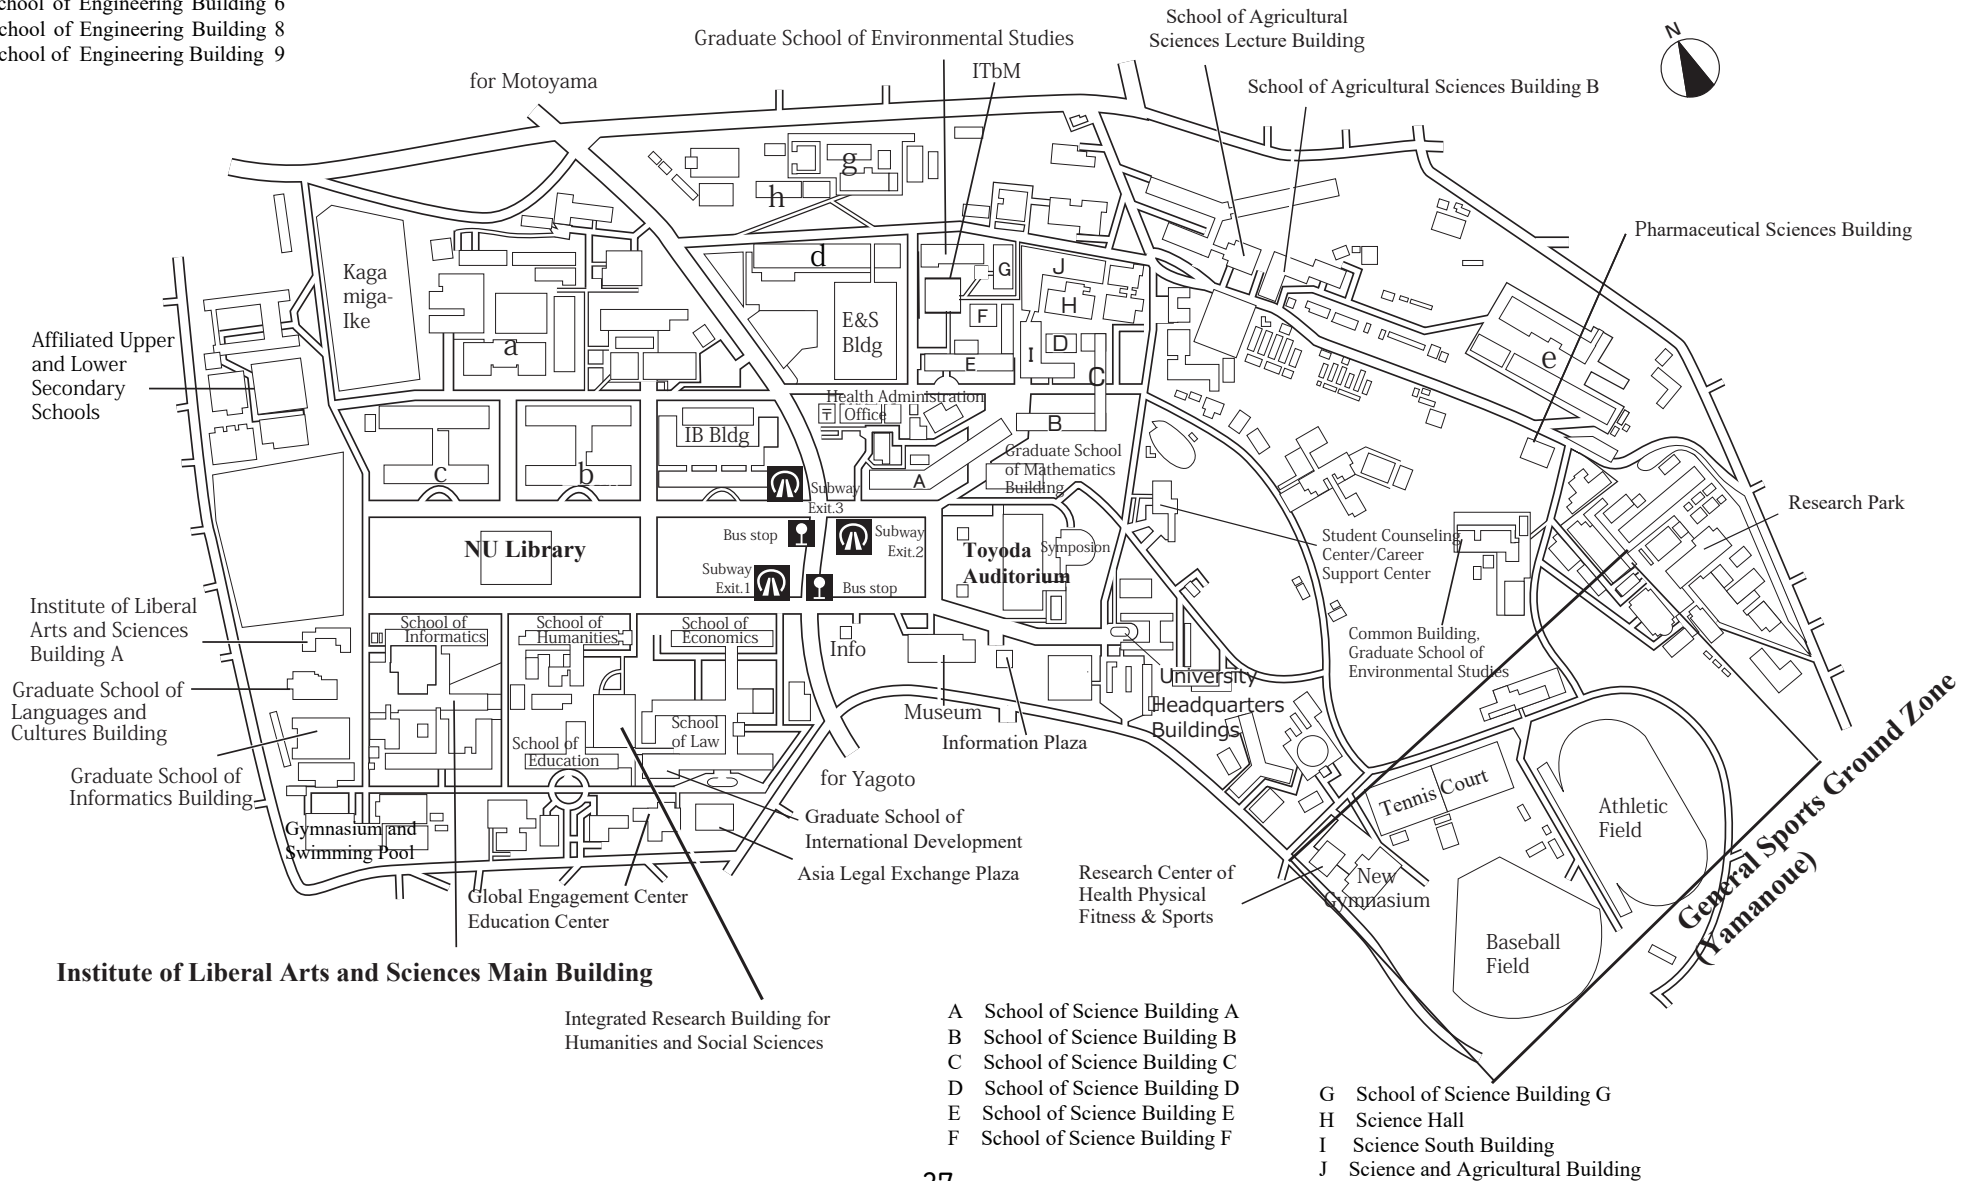 School of Engineering Building 6
School of Engineering Building 8
School of Engineering Building 9
for Motoyama
Graduate School of Environmental Studies
ITbM
School of Agricultural
Sciences Lecture Building
School of Agricultural Sciences Building B
N
Pharmaceutical Sciences Building
Kaga
miga-
Ike
g
h
d
a
E&S
Bldg
G
J
H
F
D
I
E
C
e
Affiliated Upper
and Lower
Secondary
Schools
Health Administration
〒 Office
B
IB Bldg
c
b
A
Graduate School
of Mathematics
Building
Subway
Exit.3
Bus stop
Subway
Exit.2
NU Library
Subway
Exit.1
Bus stop
Toyoda
Auditorium
Symposion
Student Counseling
Center/Career
Support Center
Research Park
Institute of Liberal
Arts and Sciences
Building A
School of
Informatics
School of
Humanities
School of
Economics
Info
Common Building,
Graduate School of
Environmental Studies
Graduate School of
Languages and
Cultures Building
Museum
Information Plaza
University
Headquarters
Buildings
School
of Law
School of
Education
Graduate School of
Informatics Building
for Yagoto
Graduate School of
International Development
Asia Legal Exchange Plaza
Gymnasium and
Swimming Pool
Global Engagement Center
Education Center
Institute of Liberal Arts and Sciences Main Building
Integrated Research Building for
Humanities and Social Sciences
Tennis Court
Athletic
Field
General Sports Ground Zone
(Yamanoue)
Research Center of
Health Physical
Fitness & Sports
New
Gymnasium
Baseball
Field
A School of Science Building A
B School of Science Building B
C School of Science Building C
D School of Science Building D
E School of Science Building E
F School of Science Building F
G School of Science Building G
H Science Hall
I Science South Building
J Science and Agricultural Building